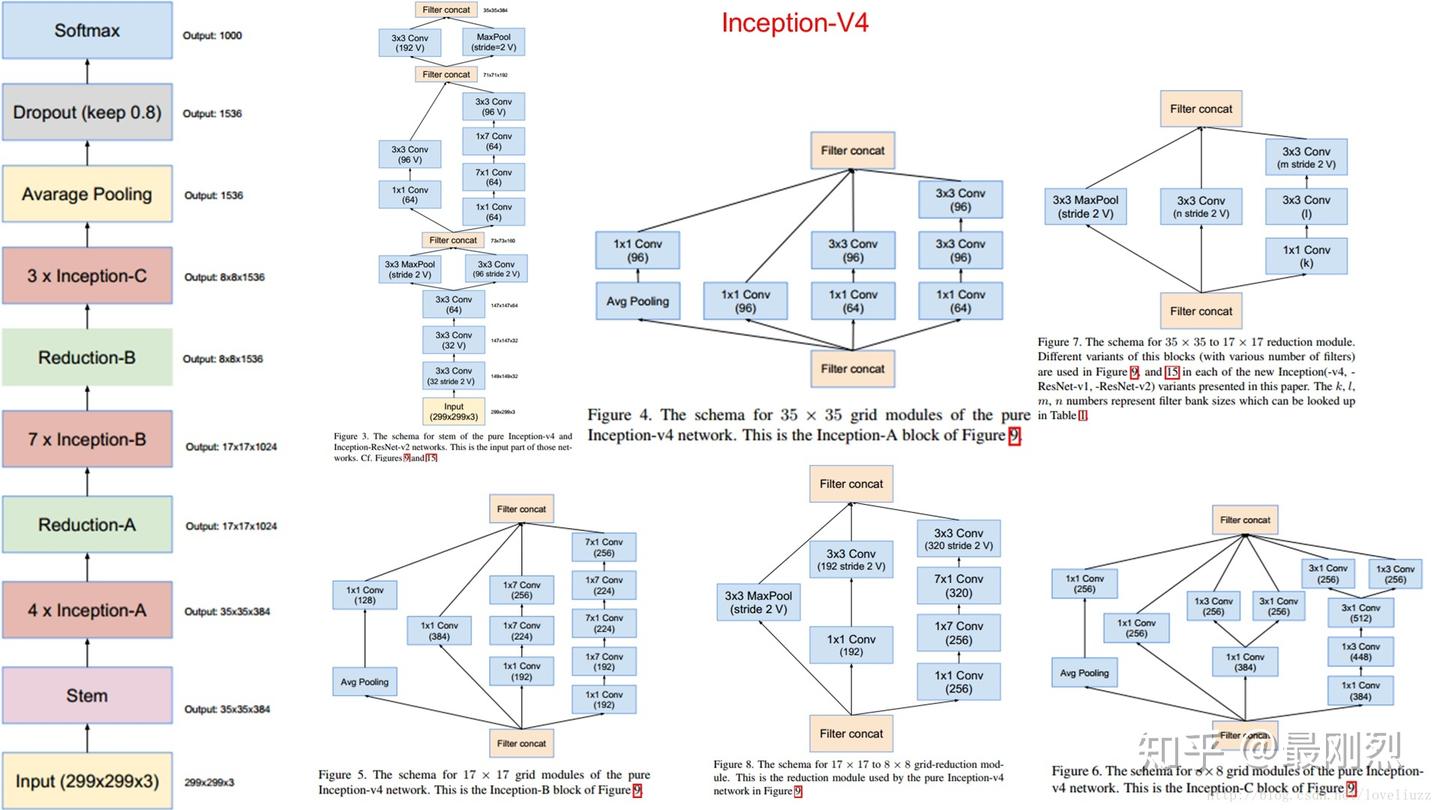 Inception-V4
Softmax
Output: 1000
Dropout (keep 0.8)
Output: 1536
Avarage Pooling
Output: 1536
3 x Inception-C
Output: 8x8x1536
Reduction-B
Output: 8x8x1536
7 x Inception-B
Output: 17x17x1024
Reduction-A
Output: 17x17x1024
4 x Inception-A
Output: 35x35x384
Stem
Output: 35x35x384
Input (299x299x3)
299x299x3
Filter concat
35x35x384
3x3 Conv
(192 V)
MaxPool
(stride=2 V)
Filter concat
71x71x192
3x3 Conv
(96 V)
1x7 Conv
(64)
3x3 Conv
(96 V)
7x1 Conv
(64)
1x1 Conv
(64)
1x1 Conv
(64)
Filter concat
73x73x160
3x3 MaxPool
(stride 2 V)
3x3 Conv
(96 stride 2 V)
3x3 Conv
(64)
147x147x64
3x3 Conv
(32 V)
147x147x32
3x3 Conv
(32 stride 2 V)
149x149x32
Input
(299x299x3)
299x299x3
Figure 3. The schema for stem of the pure Inception-v4 and
Inception-ResNet-v2 networks. This is the input part of those net-
works. Cf. Figures 9 and 15
Filter concat
3x3 Conv
(96)
1x1 Conv
(96)
3x3 Conv
(96)
3x3 Conv
(96)
Avg Pooling
1x1 Conv
(96)
1x1 Conv
(64)
1x1 Conv
(64)
Filter concat
Figure 4. The schema for 35 × 35 grid modules of the pure
Inception-v4 network. This is the Inception-A block of Figure 9.
Filter concat
3x3 Conv
(m stride 2 V)
3x3 MaxPool
(stride 2 V)
3x3 Conv
(n stride 2 V)
3x3 Conv
(l)
1x1 Conv
(k)
Filter concat
Figure 7. The schema for 35 × 35 to 17 × 17 reduction module.
Different variants of this blocks (with various number of filters)
are used in Figure 9, and 15 in each of the new Inception(-v4, -
ResNet-v1, -ResNet-v2) variants presented in this paper. The k, l,
m, n numbers represent filter bank sizes which can be looked up
in Table 1.
Filter concat
7x1 Conv
(256)
1x1 Conv
(128)
1x7 Conv
(256)
1x7 Conv
(224)
1x1 Conv
(384)
1x7 Conv
(224)
7x1 Conv
(224)
1x7 Conv
(192)
Avg Pooling
1x1 Conv
(192)
1x1 Conv
(192)
Filter concat
Figure 5. The schema for 17 × 17 grid modules of the pure
Inception-v4 network. This is the Inception-B block of Figure 9.
Filter concat
3x3 Conv
(320 stride 2 V)
3x3 Conv
(192 stride 2 V)
3x3 MaxPool
(stride 2 V)
7x1 Conv
(320)
1x7 Conv
(256)
1x1 Conv
(192)
1x1 Conv
(256)
Filter concat
Figure 8. The schema for 17 × 17 to 8 × 8 grid-reduction mod-
ule. This is the reduction module used by the pure Inception-v4
network in Figure 9.
Filter concat
1x1 Conv
(256)
3x1 Conv
(256)
1x3 Conv
(256)
1x3 Conv
(256)
3x1 Conv
(256)
3x1 Conv
(512)
1x1 Conv
(256)
1x3 Conv
(448)
Avg Pooling
1x1 Conv
(384)
1x1 Conv
(384)
Filter concat
Figure 6. The schema for 8×8 grid modules of the pure Inception-
v4 network. This is the Inception-C block of Figure 9.
知乎 @最刚烈